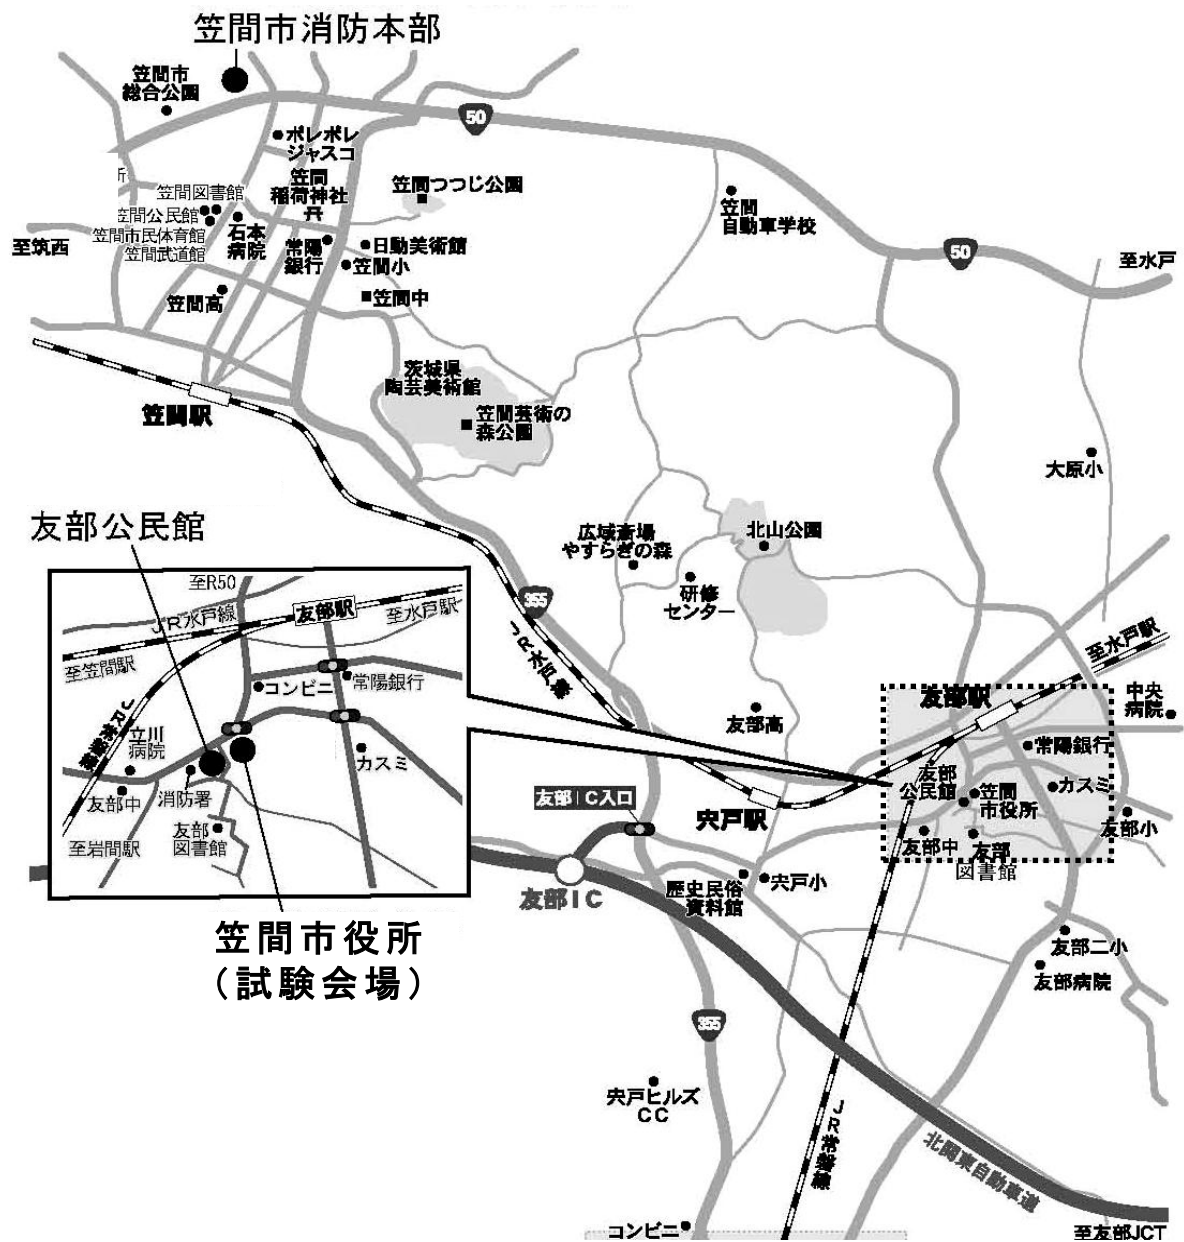 笠間市消防本部
笠間市
総合公園
50
ポレポレ
ジャスコ
所
笠間
稲荷神社
笠間つつじ公園
笠間図書館
笠間公民館
笠間市民体育館
笠間武道館
石本
病院
常陽
銀行
日動美術館
笠間小
笠間中
笠間高
至筑西
笠間
自動車学校
50
至水戸
茨城県
陶芸美術館
笠間芸術の
森公園
笠間駅
大原小
友部公民館
広域斎場
やすらぎの森
北山公園
研修
センター
355
JR水戸線
至R50
JR水戸線
友部駅
至水戸駅
至笠間駅
コンビニ
常陽銀行
JR常磐線
立川
病院
カスミ
友部中
消防署
友部
図書館
至岩間駅
笠間市役所
(試験会場)
至水戸駅
友部駅
中央
病院
友部高
常陽銀行
友部
公民館
笠間
市役所
カスミ
友部小
友部中
友部
図書館
友部IC入口
宍戸駅
友部IC
歴史民俗
資料館
宍戸小
友部二小
友部病院
355
宍戸ヒルズ
CC
JR常磐線
北関東自動車道
コンビニ
至友部JCT